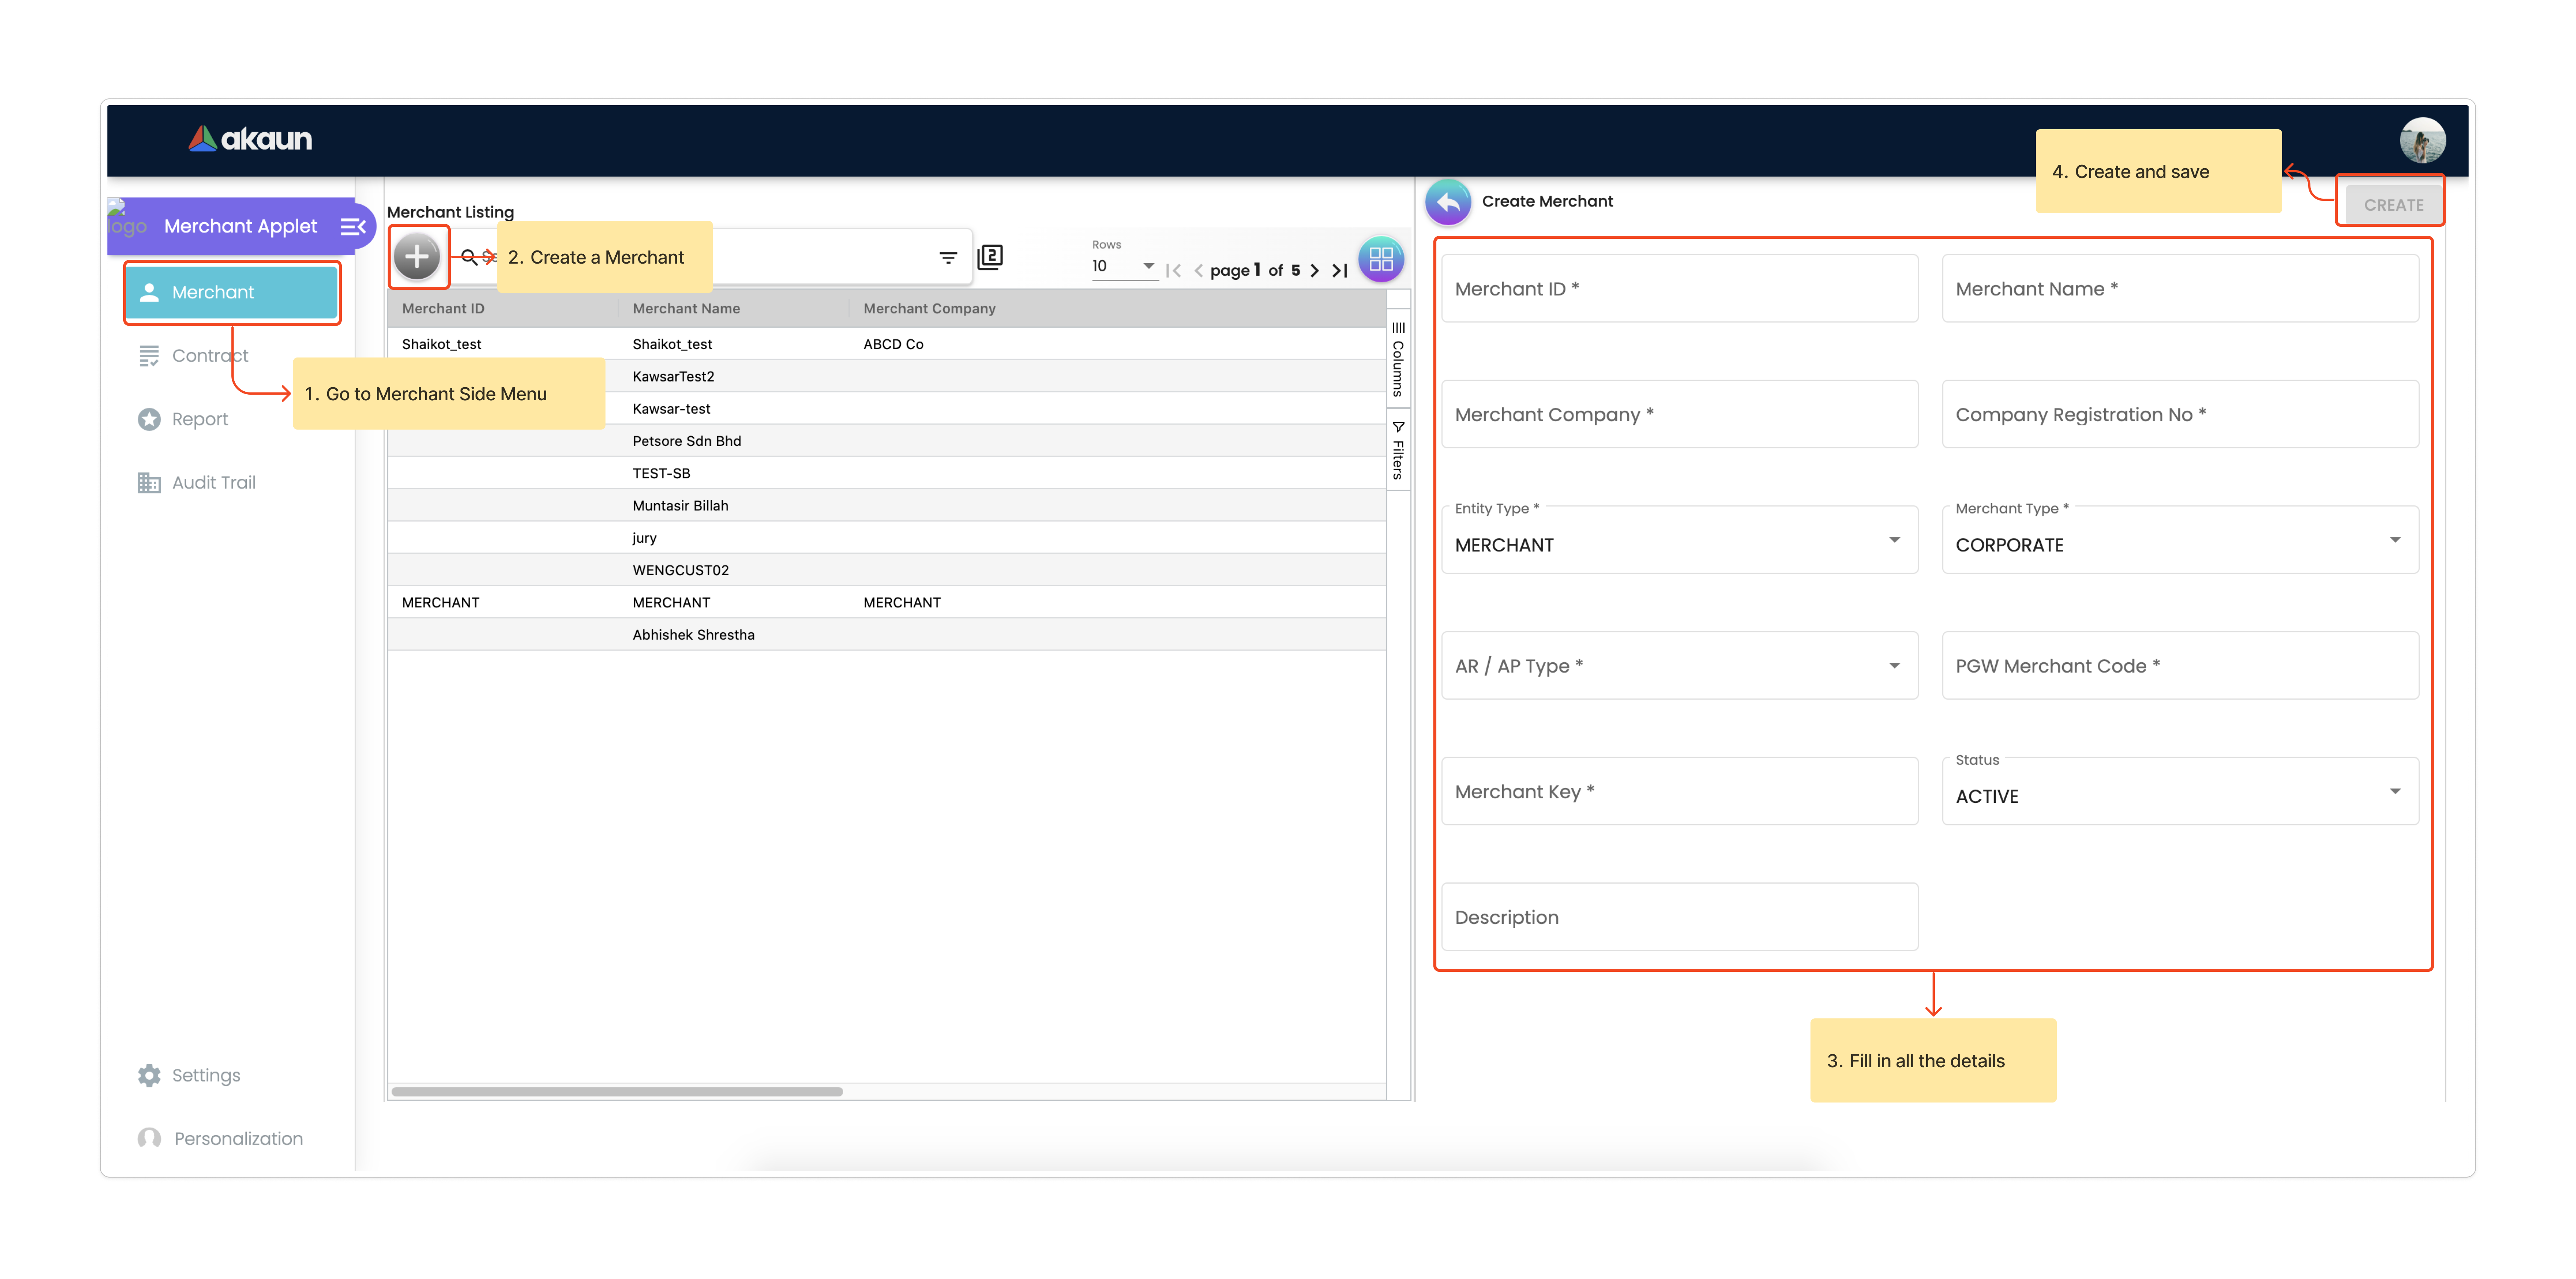 akaun
4. Create and save
logo
Merchant Applet
Merchant
Contract
Report
Audit Trail
Settings
Personalization
1. Go to Merchant Side Menu
Merchant Listing
2. Create a Merchant
2
Rows
10
page 1 of 5
Merchant ID Merchant Name Merchant Company
Shaikot_test Shaikot_test ABCD Co
KawsarTest2
Kawsar-test
Petsore Sdn Bhd
TEST-SB
Muntasir Billah
jury
WENGCUST02
MERCHANT MERCHANT MERCHANT
Abhishek Shrestha
Columns
Filters
Create Merchant
CREATE
Merchant ID * Merchant Name *
Merchant Company * Company Registration No *
Entity Type * Merchant Type *
MERCHANT CORPORATE
AR / AP Type * PGW Merchant Code *
Merchant Key * Status
ACTIVE
Description
3. Fill in all the details